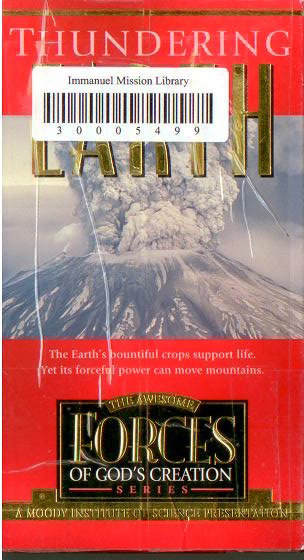 THUNDERING
Immanuel Mission Library
30005499
EARTH
The Earth's bountiful crops support life.
Yet its forceful power can move mountains.
THE AWESOME
FORCES
OF GOD'S CREATION
SERIES
A MOODY INSTITUTE OF SCIENCE PRESENTATION